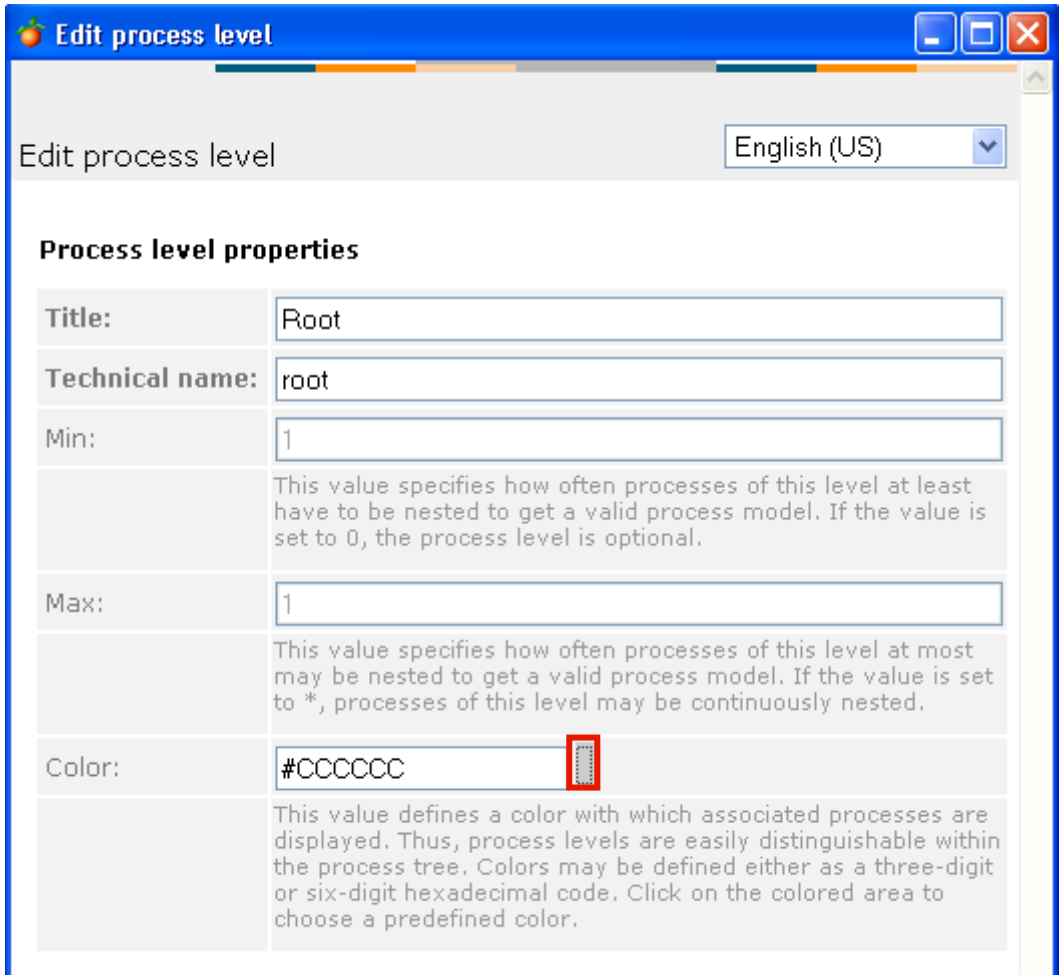 Edit process level
Edit process level
English (US)
Process level properties
Title:
Root
Technical name:
root
Min:
1
This value specifies how often processes of this level at least
have to be nested to get a valid process model. If the value is
set to 0, the process level is optional.
Max:
1
This value specifies how often processes of this level at most
may be nested to get a valid process model. If the value is set
to *, processes of this level may be continuously nested.
Color:
#CCCCCC
This value defines a color with which associated processes are
displayed. Thus, process levels are easily distinguishable within
the process tree. Colors may be defined either as a three-digit
or six-digit hexadecimal code. Click on the colored area to
choose a predefined color.